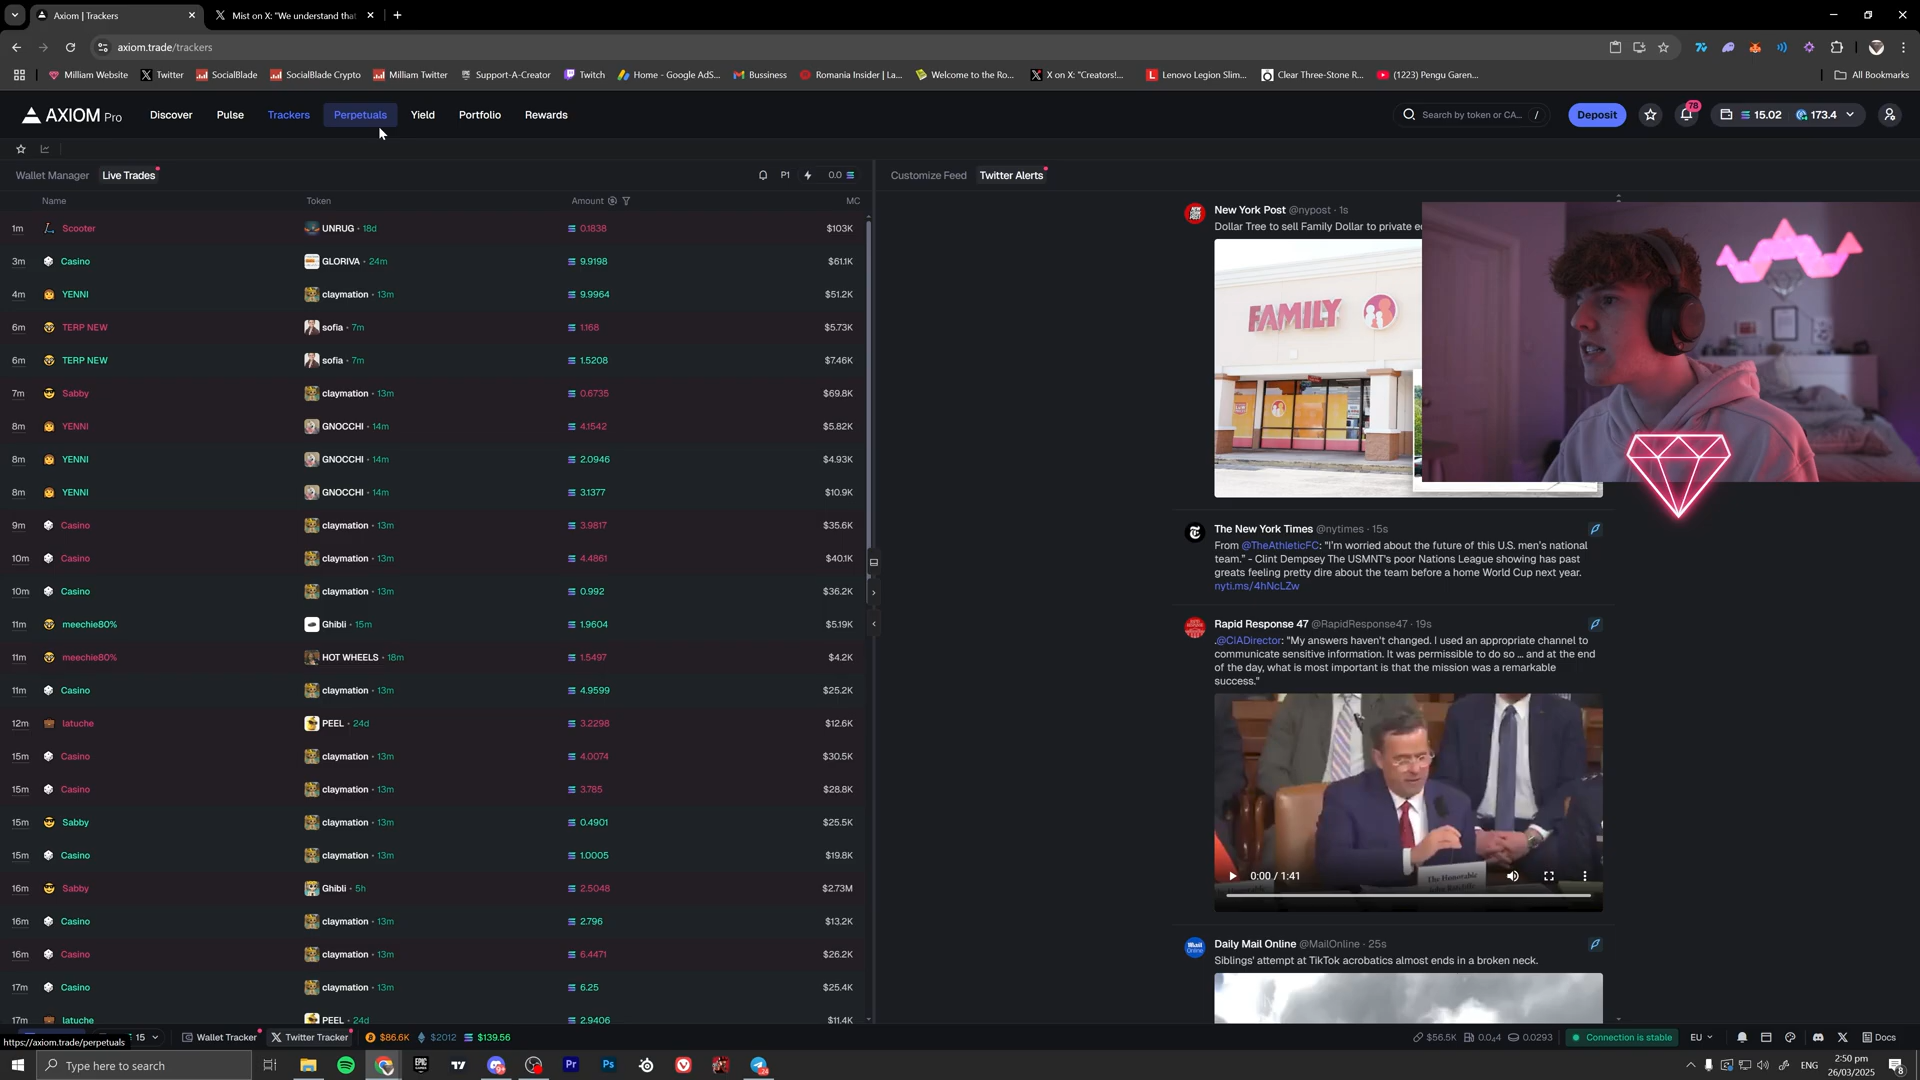 Axiom | Trackers
Mist on X: "We understand tha
axiom.trade/trackers
Milliam Website
Twitter
SocialBlade
SocialBlade Crypto
Milliam Twitter
Support-A-Creator
Twitch
Home - Google AdS...
Bussiness
Romania Insider | La...
Welcome to the Ro...
X on X: "Creators!...
Lenovo Legion Slim...
Clear Three-Stone R...
(1223) Pengu Garen...
All Bookmarks
AXIOM Pro
Discover
Pulse
Trackers
Perpetuals
Yield
Portfolio
Rewards
Search by token or CA...
/
Deposit
78
15.02
173.4
Wallet Manager
Live Trades
P1
0.0
Customize Feed
Twitter Alerts
Name Token Amount MC
1m Scooter UNRUG · 18d 0.1838 $103K
3m Casino GLORIVA · 24m 9.9198 $61.1K
4m YENNI claymation · 13m 9.9964 $51.2K
6m TERP NEW sofia · 7m 1.168 $5.73K
6m TERP NEW sofia · 7m 1.5208 $7.46K
7m Sabby claymation · 13m 0.6735 $69.8K
8m YENNI GNOCCHI · 14m 4.1542 $5.82K
8m YENNI GNOCCHI · 14m 2.0946 $4.93K
8m YENNI GNOCCHI · 14m 3.1377 $10.9K
9m Casino claymation · 13m 3.9817 $35.6K
10m Casino claymation · 13m 4.4861 $40.1K
10m Casino claymation · 13m 0.992 $36.2K
11m meechie80% Ghibli · 15m 1.9604 $5.19K
11m meechie80% HOT WHEELS · 18m 1.5497 $4.2K
11m Casino claymation · 13m 4.9599 $25.2K
12m latuche PEEL · 24d 3.2298 $12.6K
15m Casino claymation · 13m 4.0074 $30.5K
15m Casino claymation · 13m 3.785 $28.8K
15m Sabby claymation · 13m 0.4901 $25.5K
15m Casino claymation · 13m 1.0005 $19.8K
16m Sabby Ghibli · 5h 2.5048 $2.73M
16m Casino claymation · 13m 2.796 $13.2K
16m Casino claymation · 13m 6.4471 $26.2K
17m Casino claymation · 13m 6.25 $25.4K
17m latuche PEEL · 24d 2.9406 $11.4K
New York Post @nypost · 1s
Dollar Tree to sell Family Dollar to private e
FAMILY
The New York Times @nytimes · 15s
From @TheAthleticFC: "I'm worried about the future of this U.S. men's national
team." - Clint Dempsey The USMNT's poor Nations League showing has past
greats feeling pretty dire about the team before a home World Cup next year.
nyti.ms/4hNcLZw
Rapid Response 47 @RapidResponse47 · 19s
.@CIADirector: "My answers haven't changed. I used an appropriate channel to
communicate sensitive information. It was permissible to do so ... and at the end
of the day, what is most important is that the mission was a remarkable
success."
The Honorable
0:00 / 1:41
Daily Mail Online @MailOnline · 25s
Siblings' attempt at TikTok acrobatics almost ends in a broken neck.
15
Wallet Tracker
Twitter Tracker
$86.6K
$2012
$139.56
$56.5K
0.0₄4
0.0293
Connection is stable
EU
Docs
https://axiom.trade/perpetuals
Type here to search
ENG
2:50 pm
26/03/2025
8